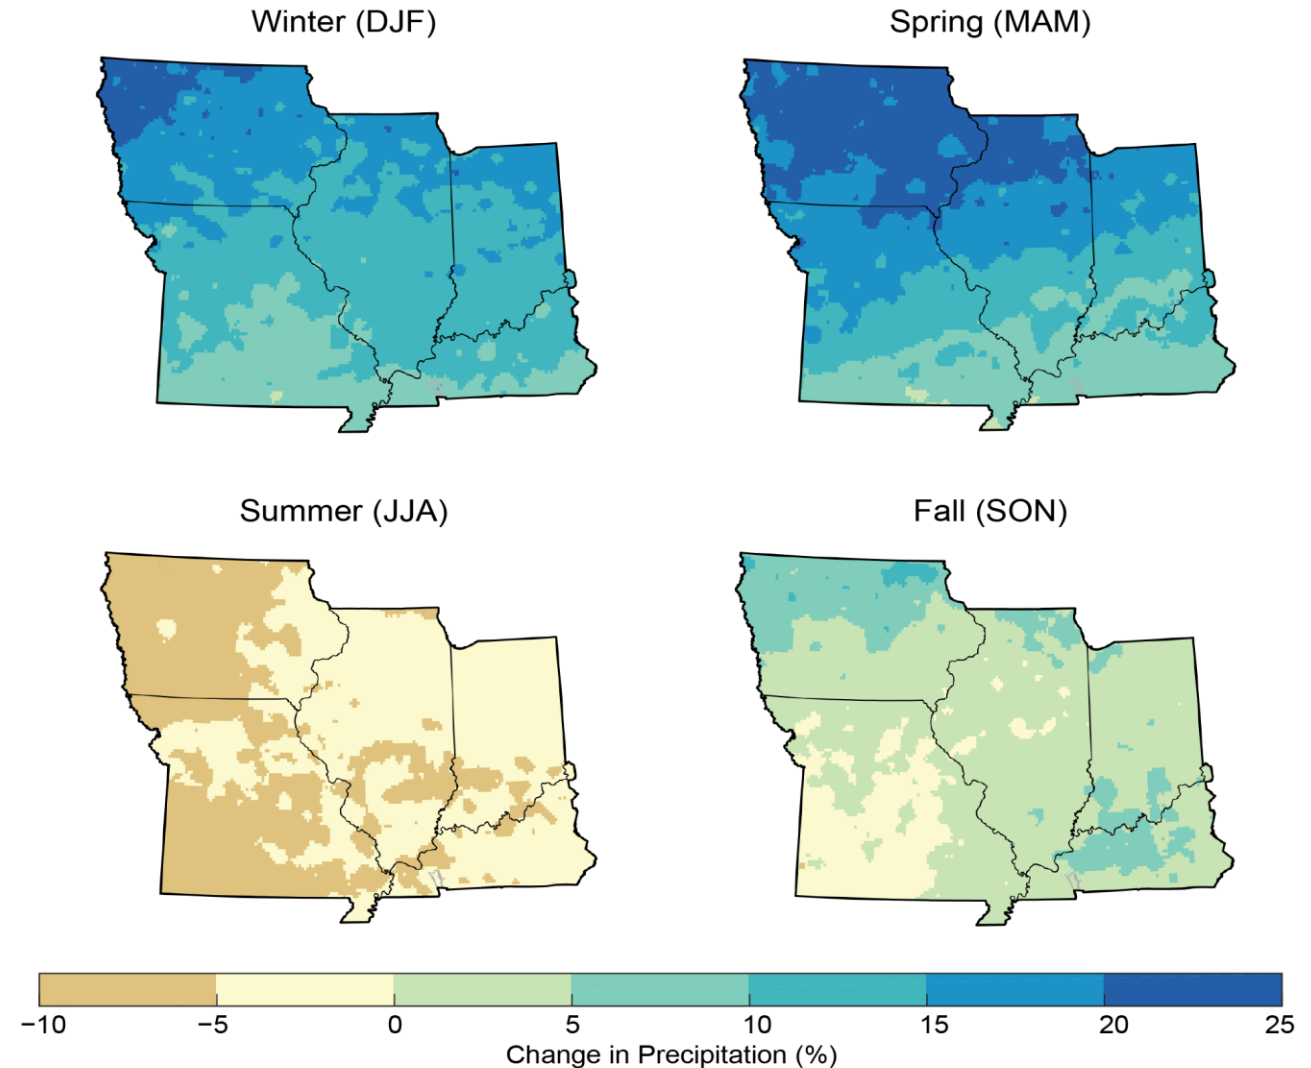 Winter (DJF)
Spring (MAM)
Summer (JJA)
Fall (SON)
−10 −5 0 5 10 15 20 25
Change in Precipitation (%)